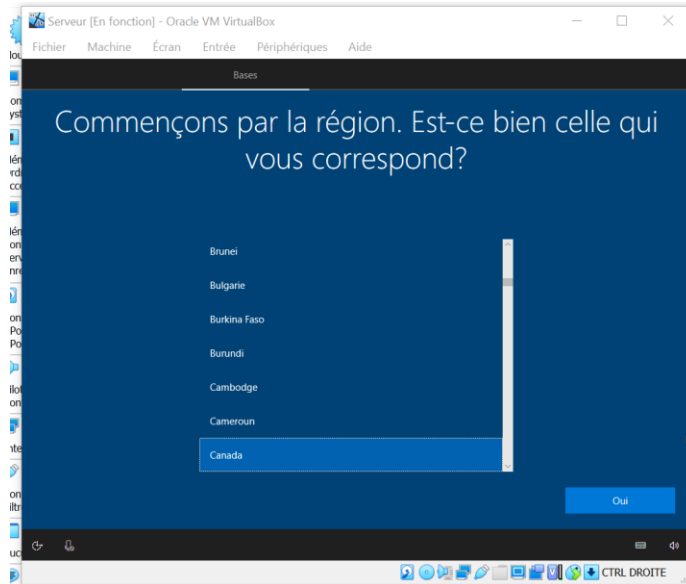 Serveur [En fonction] - Oracle VM VirtualBox
Fichier Machine Écran Entrée Périphériques Aide
Bases
Commençons par la région. Est-ce bien celle qui
vous correspond?
Brunei
Bulgarie
Burkina Faso
Burundi
Cambodge
Cameroun
Canada
Oui
CTRL DROITE